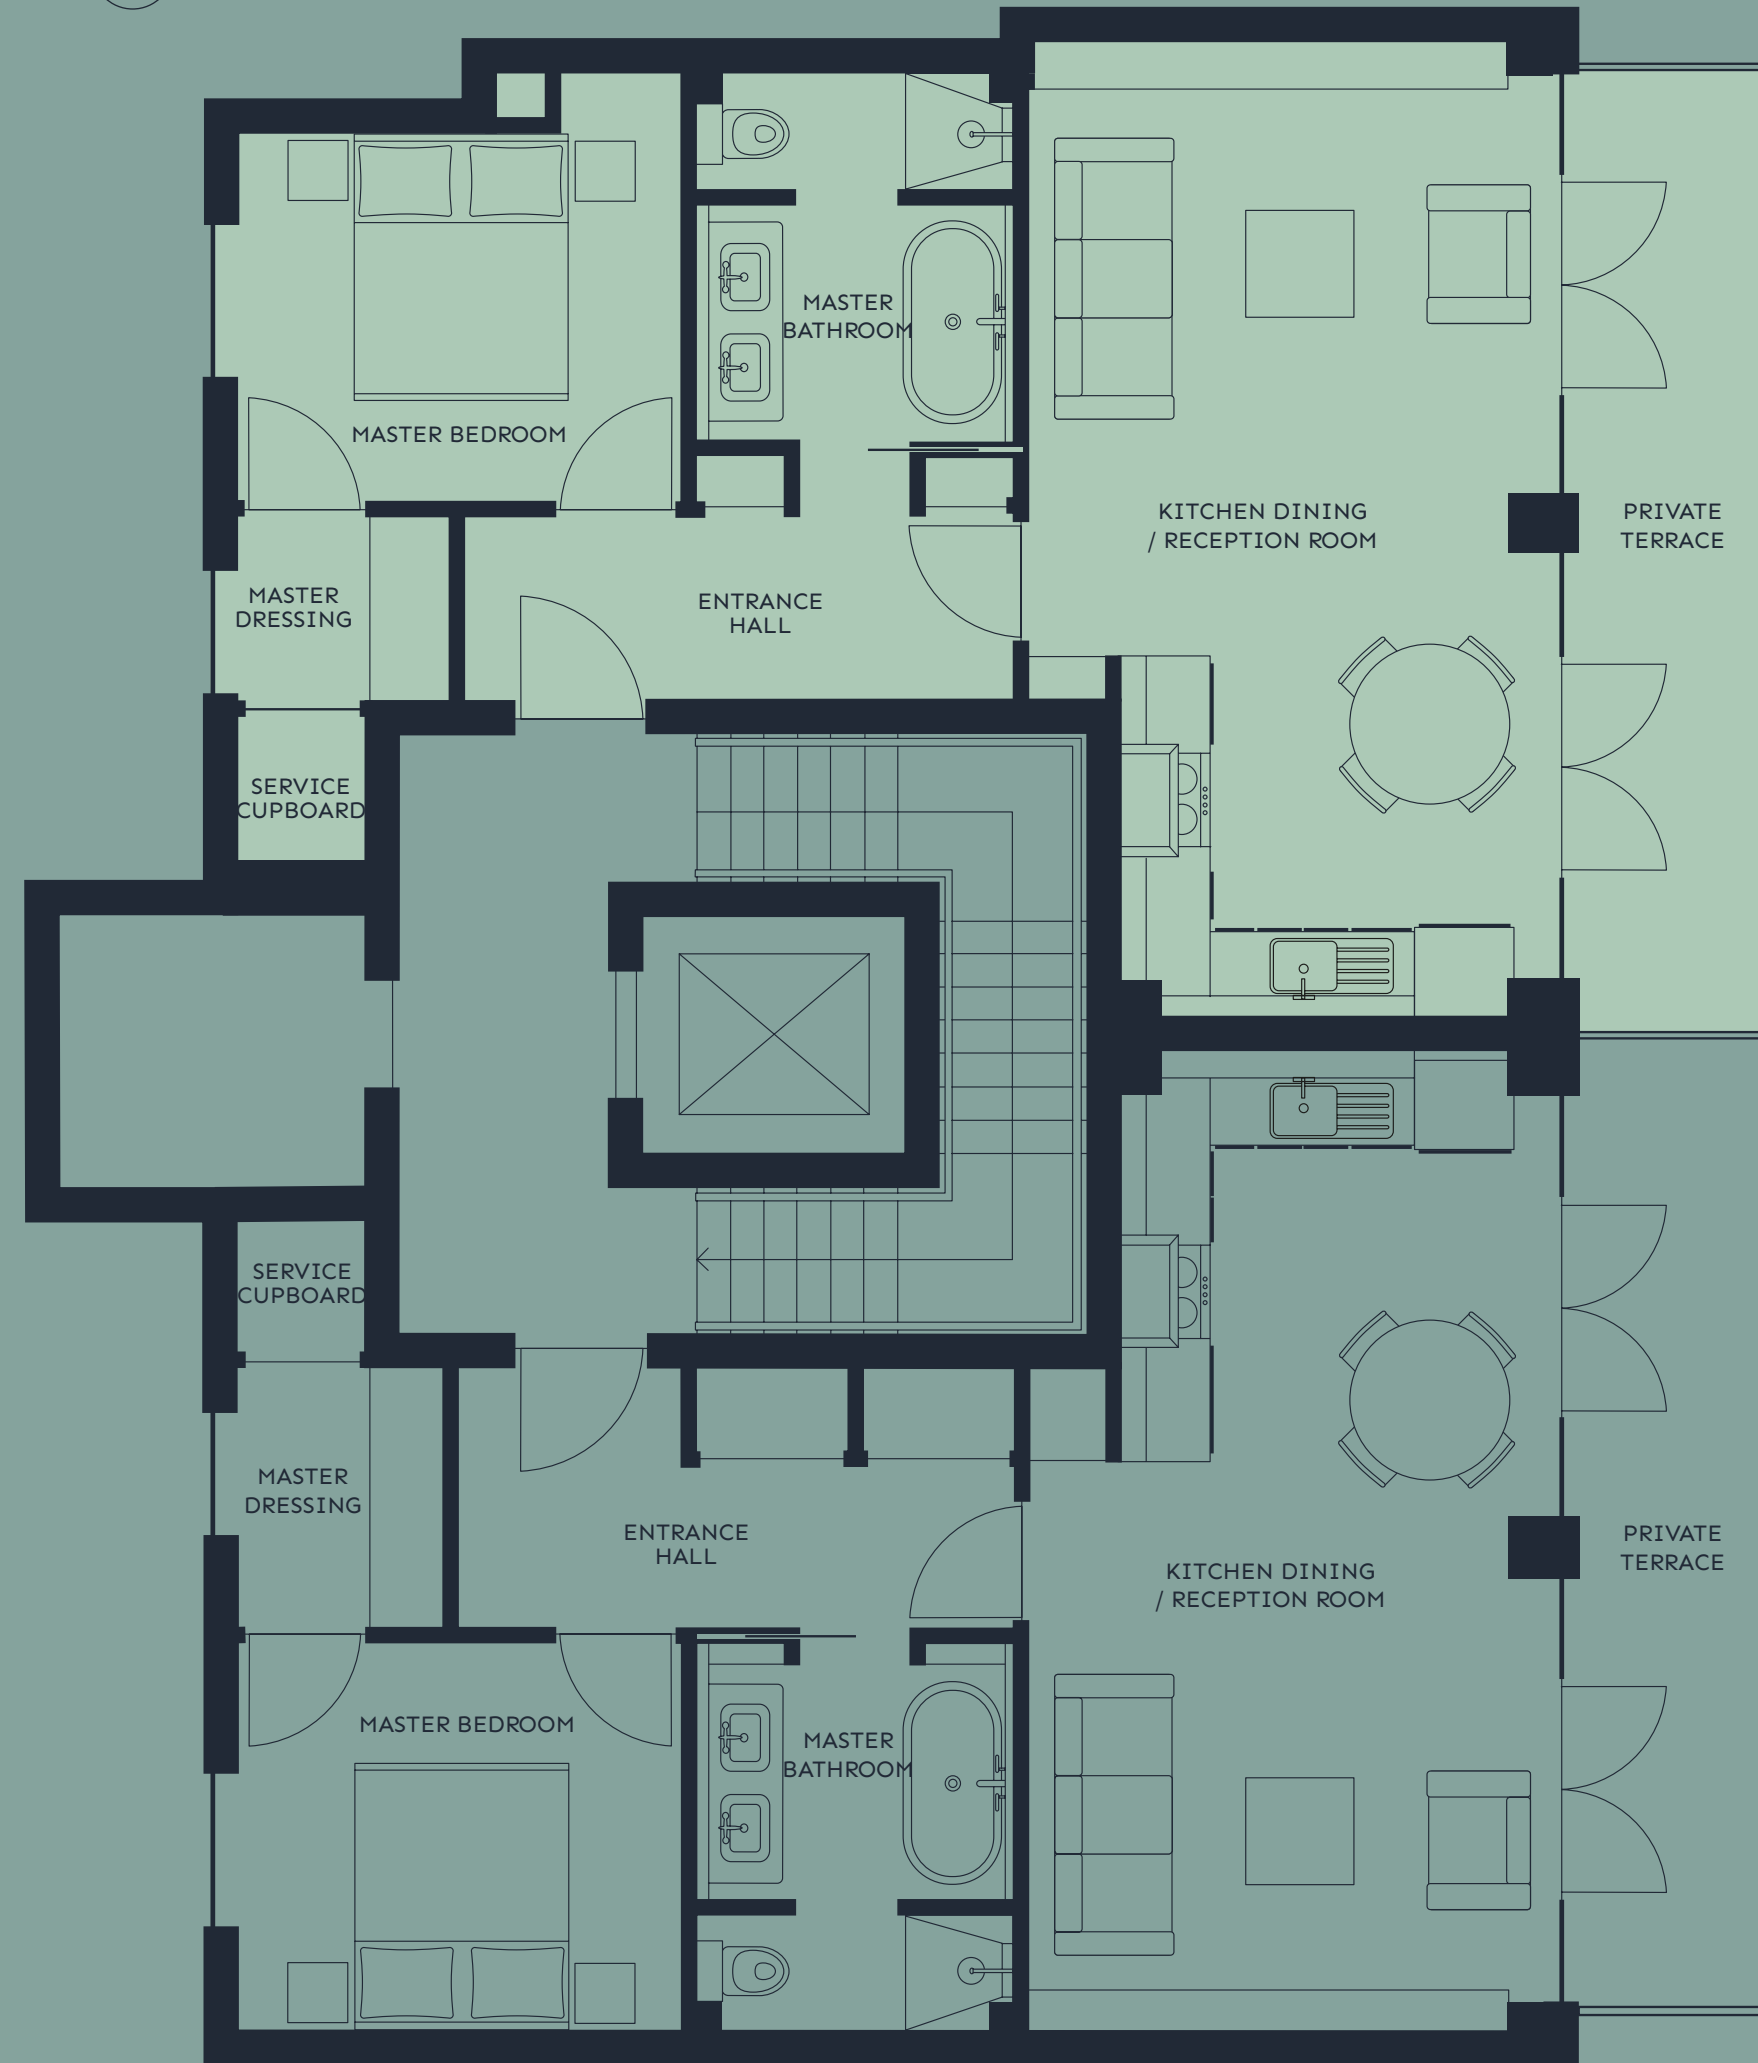 MASTER
BATHROOM
MASTER BEDROOM
KITCHEN DINING
/ RECEPTION ROOM
PRIVATE
TERRACE
MASTER
DRESSING
ENTRANCE
HALL
SERVICE
CUPBOARD
SERVICE
CUPBOARD
MASTER
DRESSING
ENTRANCE
HALL
KITCHEN DINING
/ RECEPTION ROOM
PRIVATE
TERRACE
MASTER BEDROOM
MASTER
BATHROOM